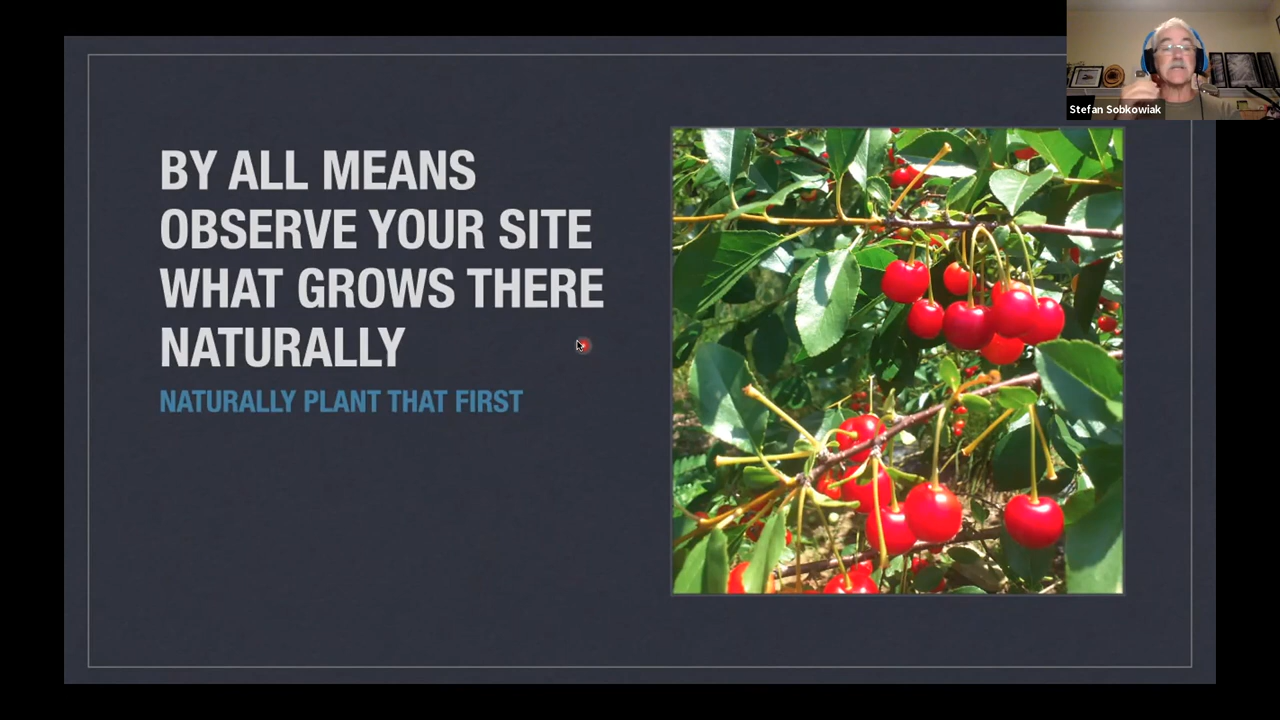 Stefan Sobkowiak
BY ALL MEANS
OBSERVE YOUR SITE
WHAT GROWS THERE
NATURALLY
NATURALLY PLANT THAT FIRST